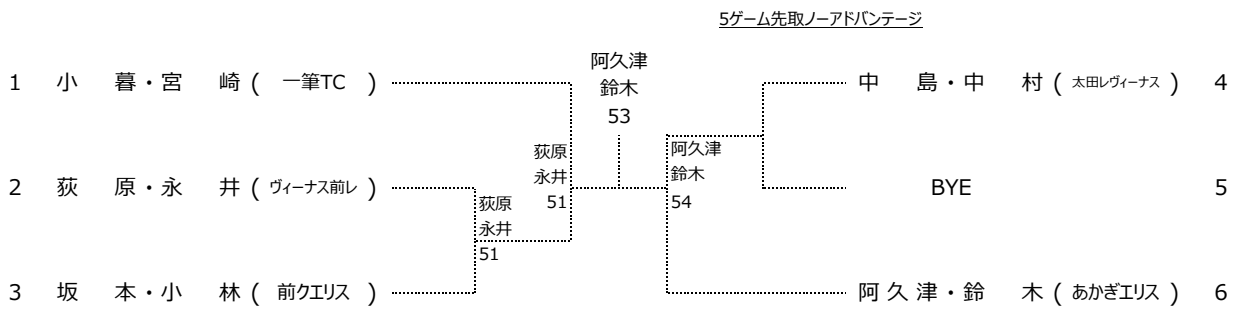 5ゲーム先取ノーアドバンテージ
1 小 暮・宮 崎 ( 一筆TC )
阿久津
鈴木
53
中 島・中 村 ( 太田レヴィーナス ) 4
2 荻 原・永 井 ( ヴィーナス前レ )
荻原
永井
51
阿久津
鈴木
54
BYE 5
荻原
永井
51
3 坂 本・小 林 ( 前クエリス )
阿久津・鈴 木 ( あかぎエリス ) 6